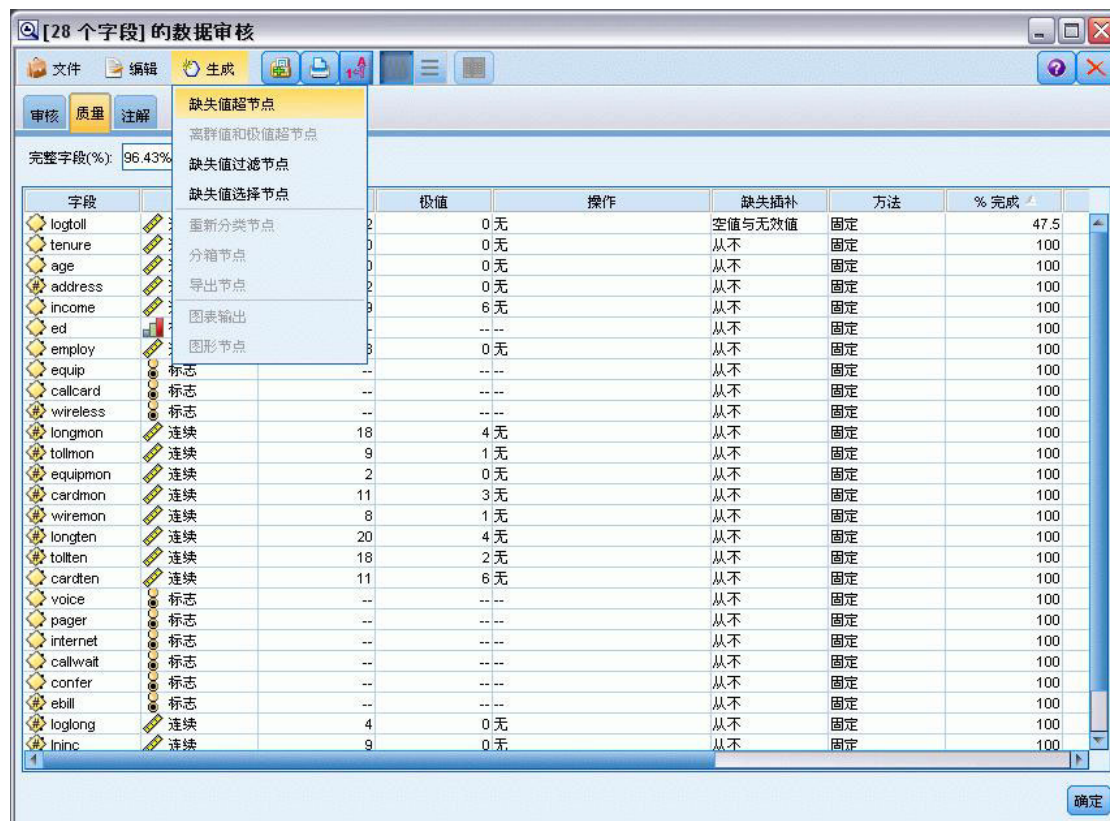 [28 个字段] 的数据审核
文件 编辑 生成
审核 质量 注解
缺失值超节点
离群值和极值超节点
缺失值过滤节点
缺失值选择节点
重新分类节点
分箱节点
导出节点
图表输出
图形节点
完整字段(%): 96.43%
字段 极值 操作 缺失插补 方法 % 完成
logtoll 2 0 无 空值与无效值 固定 47.5
tenure 0 0 无 从不 固定 100
age 0 0 无 从不 固定 100
address 2 0 无 从不 固定 100
income 9 6 无 从不 固定 100
ed -- -- 从不 固定 100
employ 8 0 无 从不 固定 100
equip 标志 -- -- -- 从不 固定 100
callcard 标志 -- -- -- 从不 固定 100
wireless 标志 -- -- -- 从不 固定 100
longmon 连续 18 4 无 从不 固定 100
tollmon 连续 9 1 无 从不 固定 100
equipmon 连续 2 0 无 从不 固定 100
cardmon 连续 11 3 无 从不 固定 100
wiremon 连续 8 1 无 从不 固定 100
longten 连续 20 4 无 从不 固定 100
tollten 连续 18 2 无 从不 固定 100
cardten 连续 11 6 无 从不 固定 100
voice 标志 -- -- -- 从不 固定 100
pager 标志 -- -- -- 从不 固定 100
internet 标志 -- -- -- 从不 固定 100
callwait 标志 -- -- -- 从不 固定 100
confer 标志 -- -- -- 从不 固定 100
ebill 标志 -- -- -- 从不 固定 100
loglong 连续 4 0 无 从不 固定 100
lninc 连续 9 0 无 从不 固定 100
确定